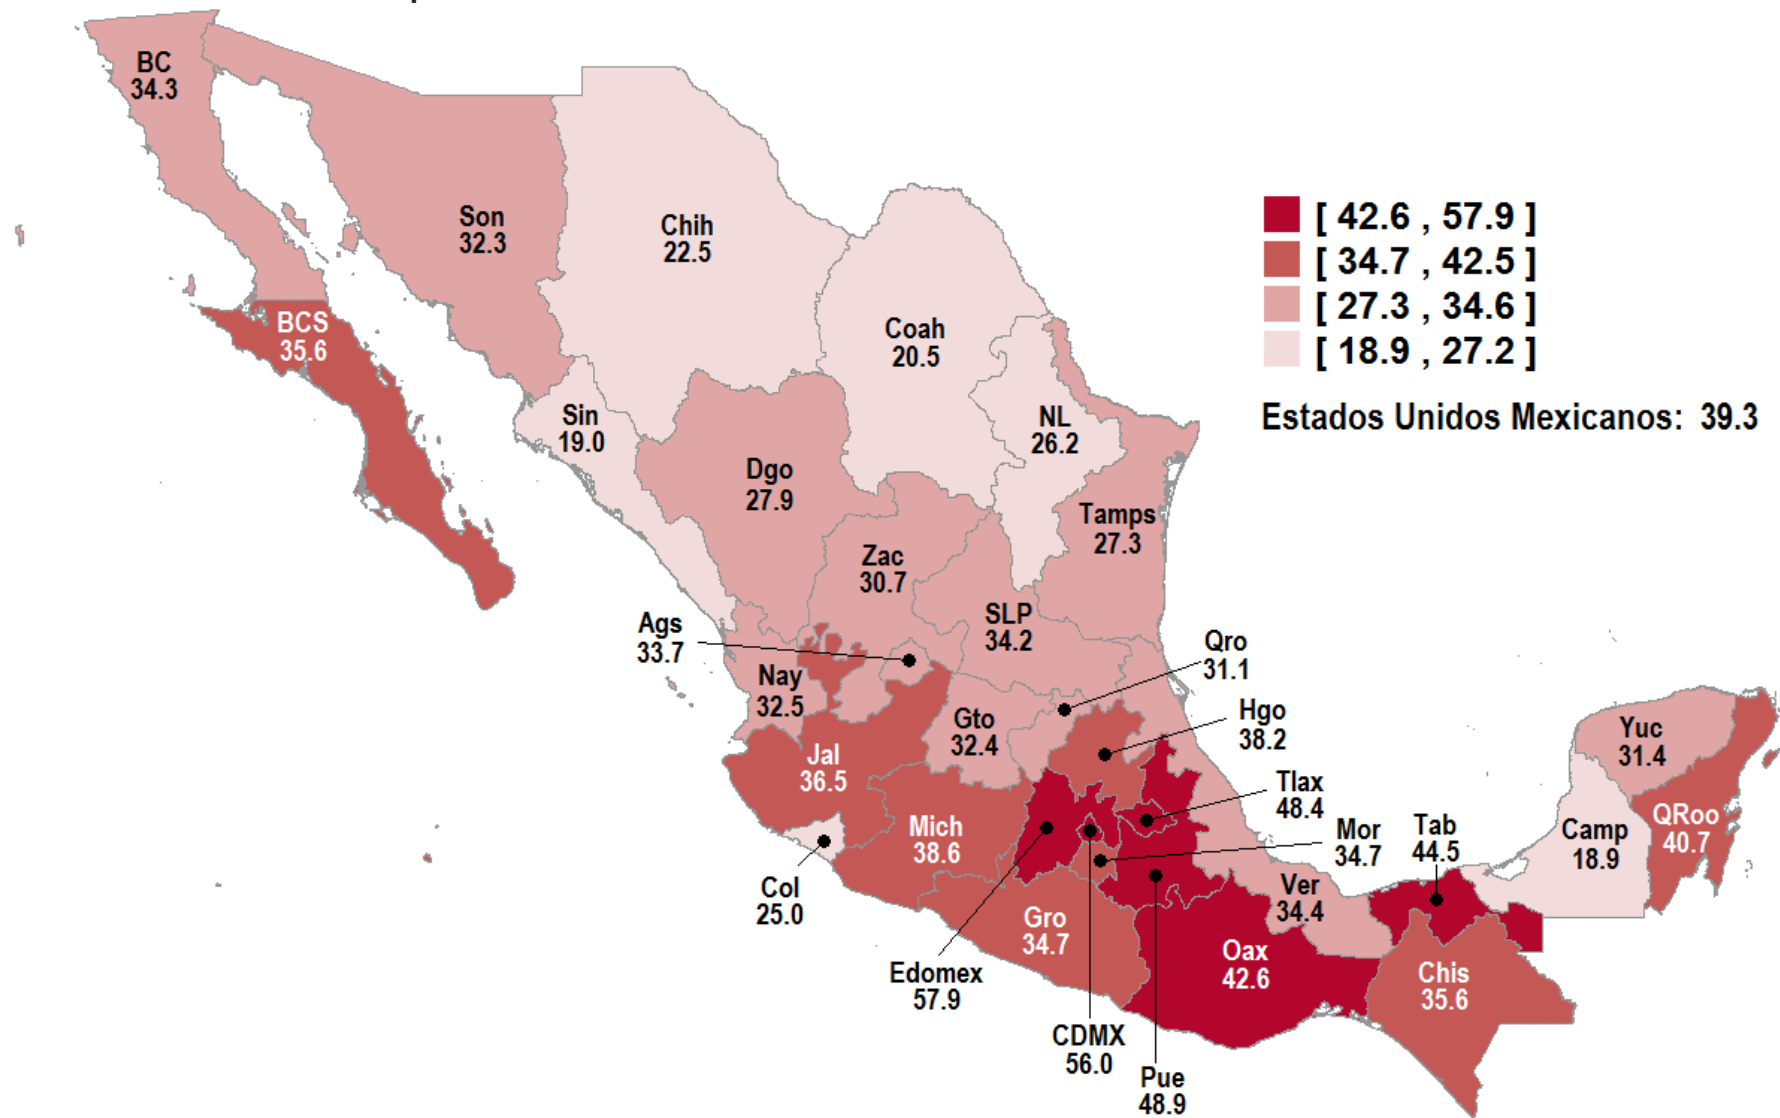 BC
34.3
Son
32.3
Chih
22.5
[ 42.6 , 57.9 ]
[ 34.7 , 42.5 ]
[ 27.3 , 34.6 ]
[ 18.9 , 27.2 ]
Estados Unidos Mexicanos: 39.3
BCS
35.6
Coah
20.5
Sin
19.0
NL
26.2
Dgo
27.9
Tamps
27.3
Zac
30.7
SLP
34.2
Ags
33.7
Qro
31.1
Nay
32.5
Gto
32.4
Hgo
38.2
Yuc
31.4
Jal
36.5
Tlax
48.4
Mich
38.6
Mor
34.7
Tab
44.5
Camp
18.9
QRoo
40.7
Col
25.0
Ver
34.4
Gro
34.7
Oax
42.6
Chis
35.6
Edomex
57.9
CDMX
56.0
Pue
48.9